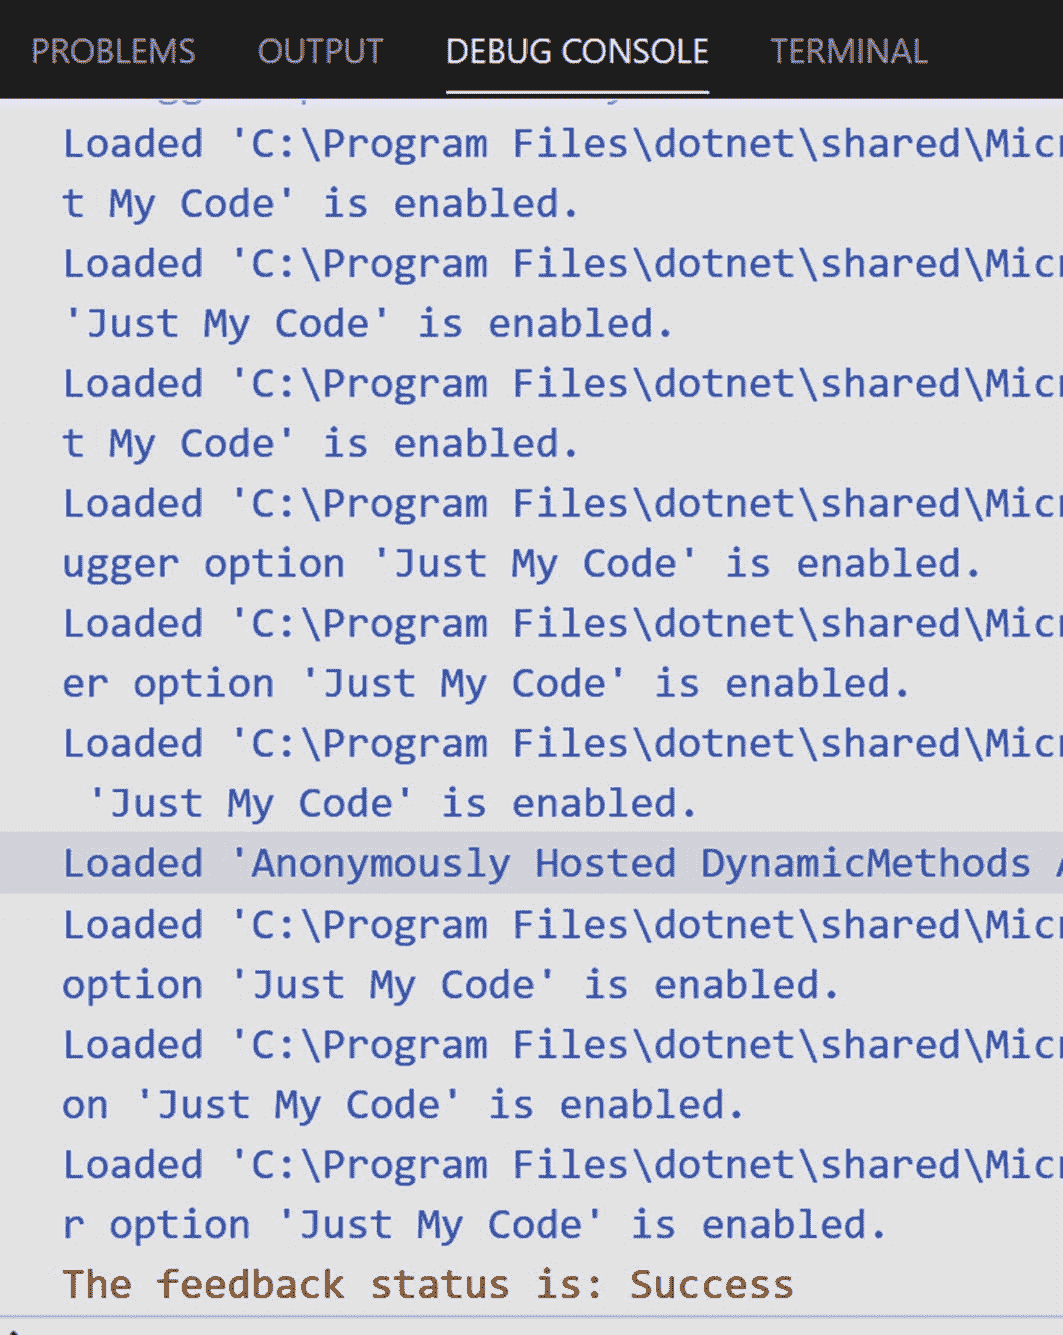 PROBLEMS OUTPUT DEBUG CONSOLE TERMINAL
Loaded 'C:\Program Files\dotnet\shared\Micr
t My Code' is enabled.
Loaded 'C:\Program Files\dotnet\shared\Micr
'Just My Code' is enabled.
Loaded 'C:\Program Files\dotnet\shared\Micr
t My Code' is enabled.
Loaded 'C:\Program Files\dotnet\shared\Micr
ugger option 'Just My Code' is enabled.
Loaded 'C:\Program Files\dotnet\shared\Micr
er option 'Just My Code' is enabled.
Loaded 'C:\Program Files\dotnet\shared\Micr
'Just My Code' is enabled.
Loaded 'Anonymously Hosted DynamicMethods
Loaded 'C:\Program Files\dotnet\shared\Micr
option 'Just My Code' is enabled.
Loaded 'C:\Program Files\dotnet\shared\Micr
on 'Just My Code' is enabled.
Loaded 'C:\Program Files\dotnet\shared\Micr
r option 'Just My Code' is enabled.
The feedback status is: Success